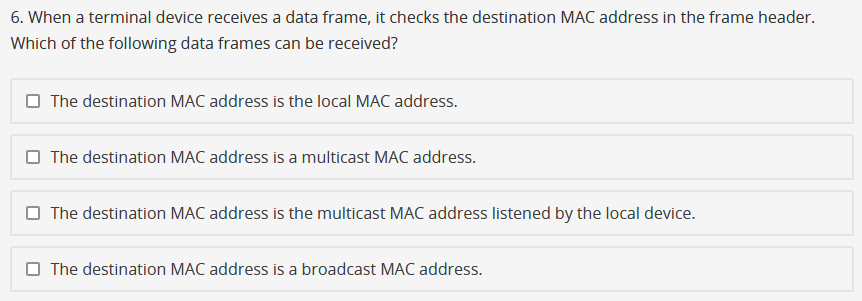 6. When a terminal device receives a data frame, it checks the destination MAC address in the frame header.
Which of the following data frames can be received?
The destination MAC address is the local MAC address.
The destination MAC address is a multicast MAC address.
The destination MAC address is the multicast MAC address listened by the local device.
The destination MAC address is a broadcast MAC address.